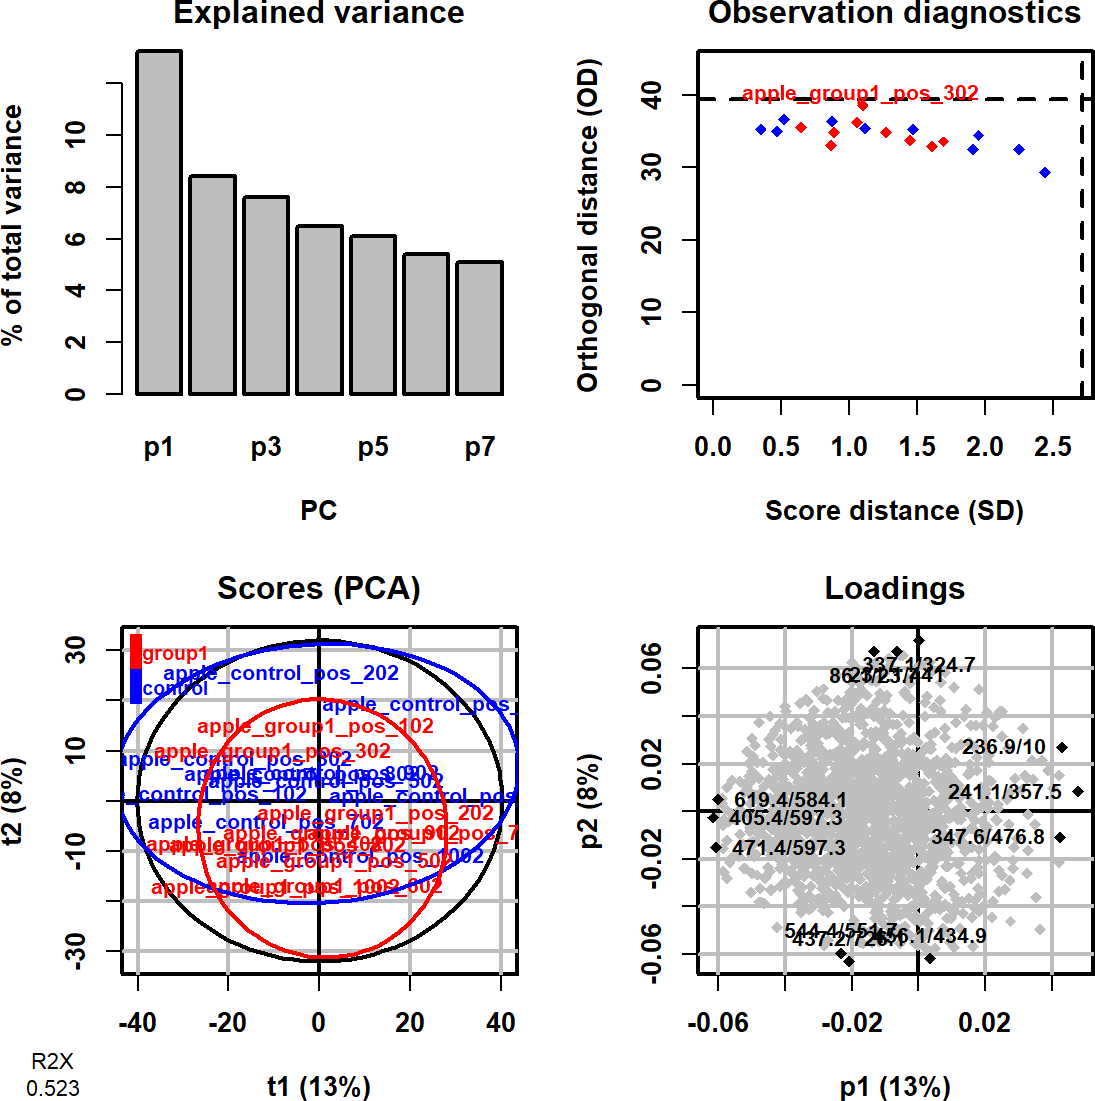 Explained variance
% of total variance
0
2
4
6
8
10
p1
p3
p5
p7
PC
Observation diagnostics
Orthogonal distance (OD)
0
10
20
30
40
apple_group1_pos_302
0.0
0.5
1.0
1.5
2.0
2.5
Score distance (SD)
Scores (PCA)
t2 (8%)
30
10
-10
-30
group1
control
apple_control_pos_202
apple_control_pos
apple_group1_pos_102
apple_group1_pos_302
apple_control_pos
apple_group1_pos_202
apple_control_pos_702
apple_control_pos_1002
-40
-20
0
20
40
t1 (13%)
R2X
0.523
Loadings
p2 (8%)
0.06
0.02
-0.02
-0.06
337.1/324.7
236.9/10
241.1/357.5
619.4/584.1
405.4/597.3
347.6/476.8
471.4/597.3
-0.06
-0.02
0.02
p1 (13%)